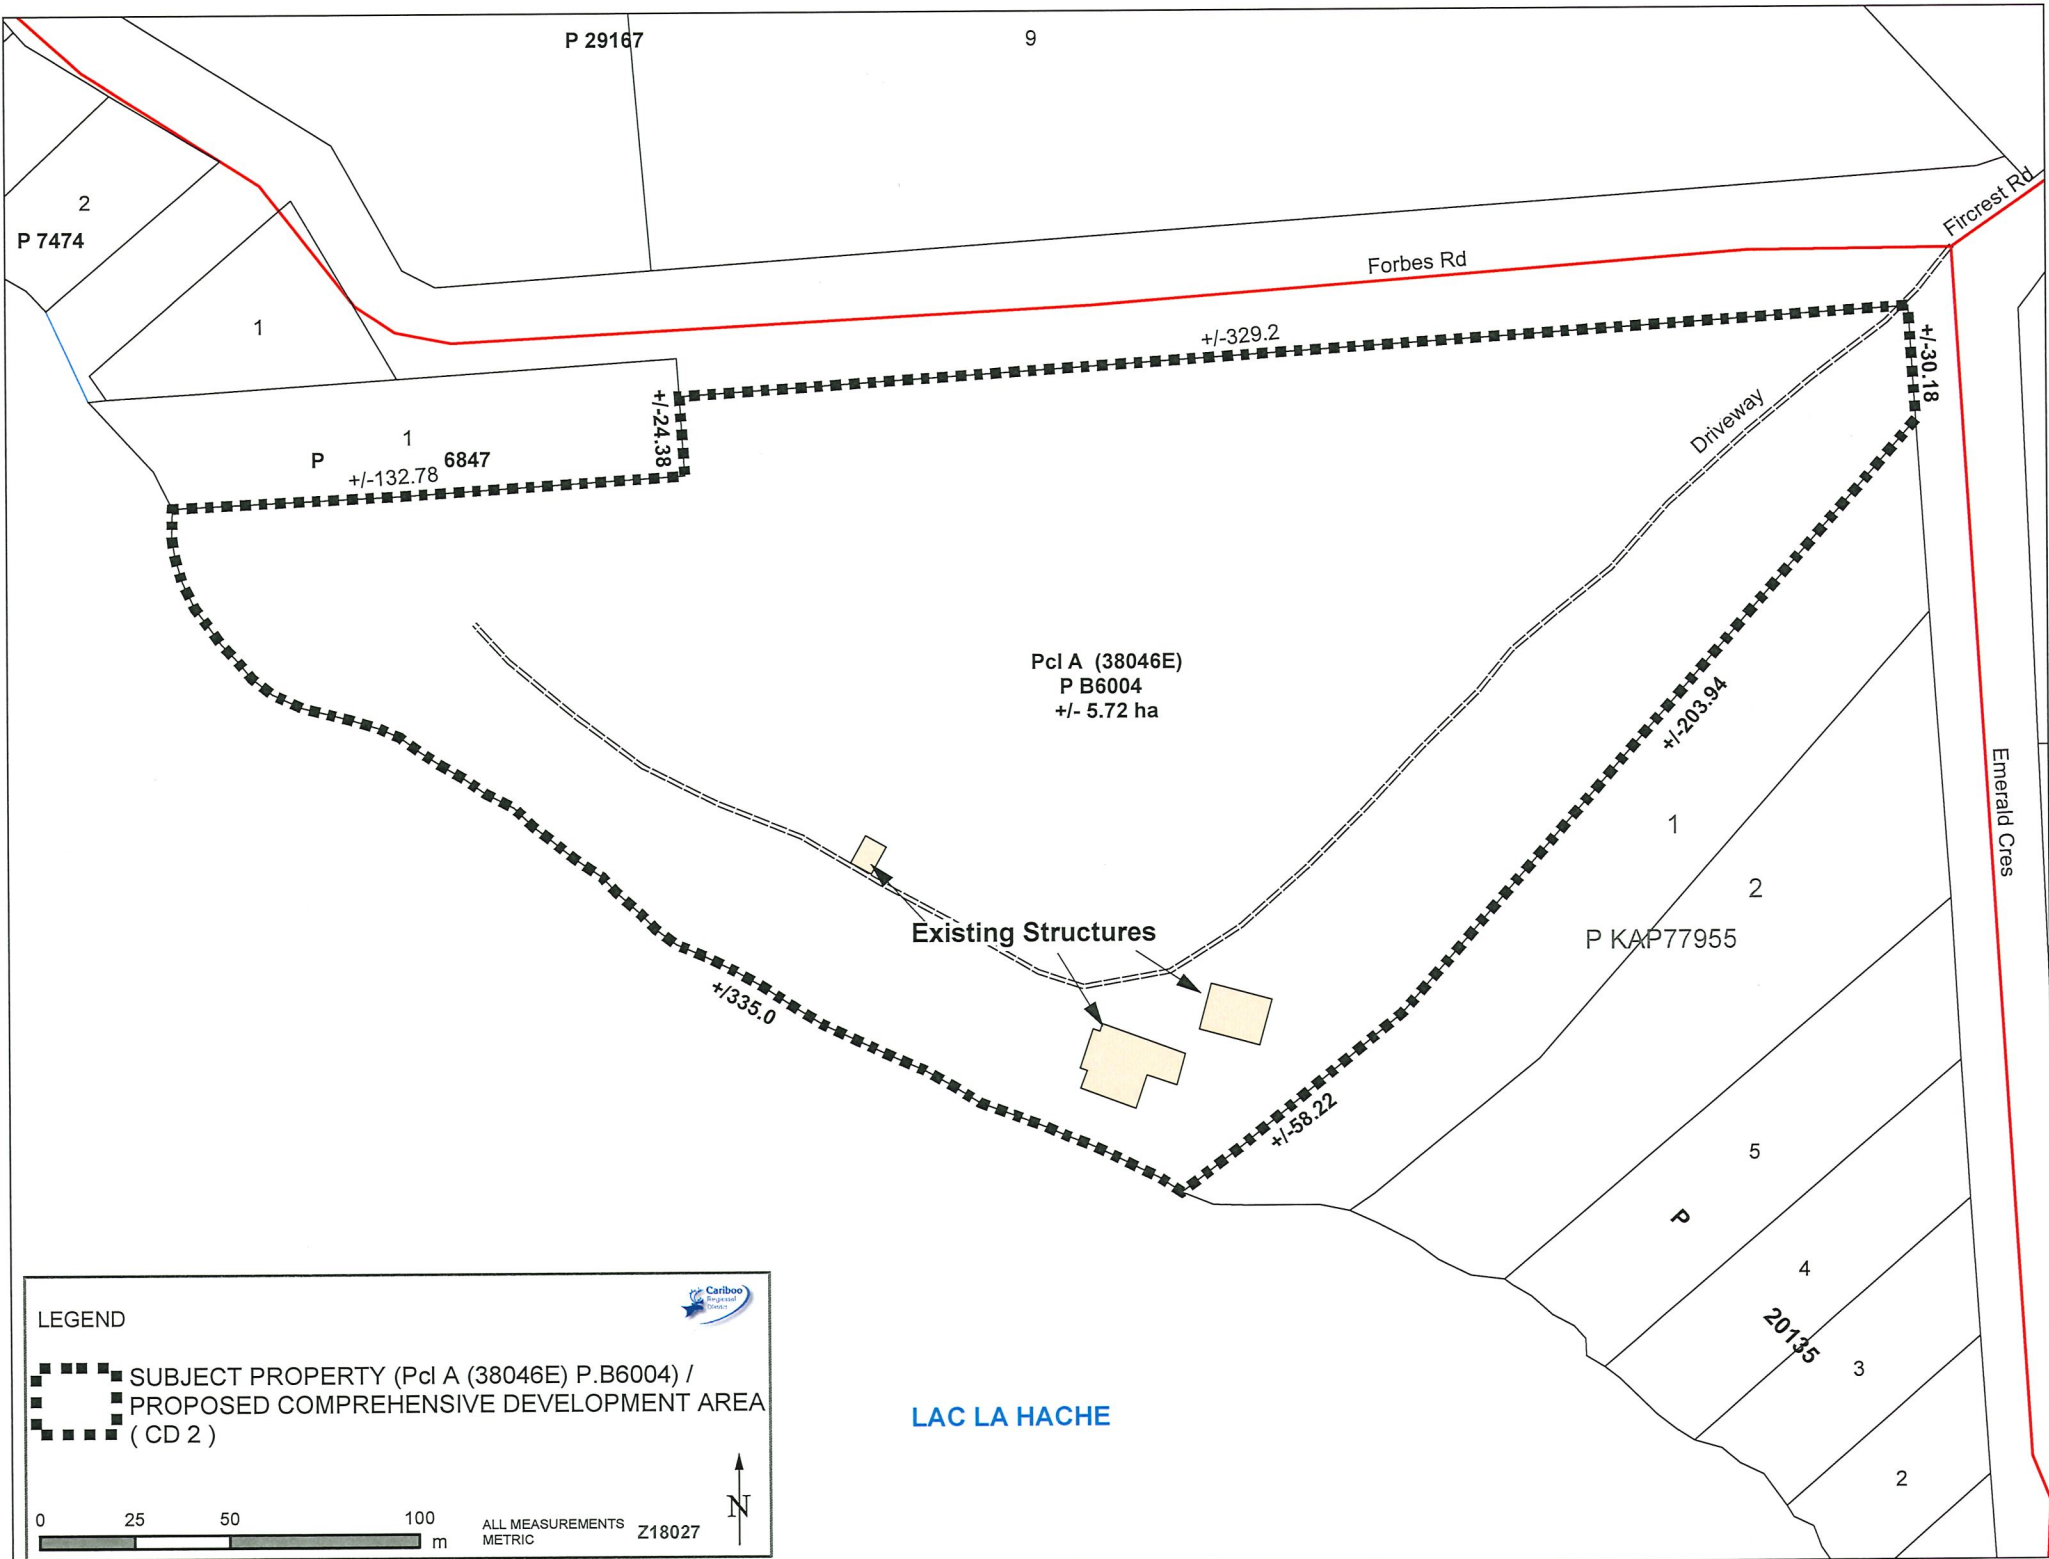 P 29167
9
Fircrest Rd
2
P 7474
Forbes Rd
1
+/-329.2
+/-30.18
+/-24.38
Driveway
1
P 6847
+/-132.78
Pcl A (38046E)
P B6004
+/- 5.72 ha
+/-203.94
Emerald Cres
1
2
Existing Structures
P KAP77955
+/335.0
+/-58.22
5
P
4
20135
3
2
LAC LA HACHE
LEGEND
Cariboo
Regional
District
SUBJECT PROPERTY (Pcl A (38046E) P.B6004) /
PROPOSED COMPREHENSIVE DEVELOPMENT AREA
( CD 2 )
N
0 25 50 100
m
ALL MEASUREMENTS
METRIC
Z18027